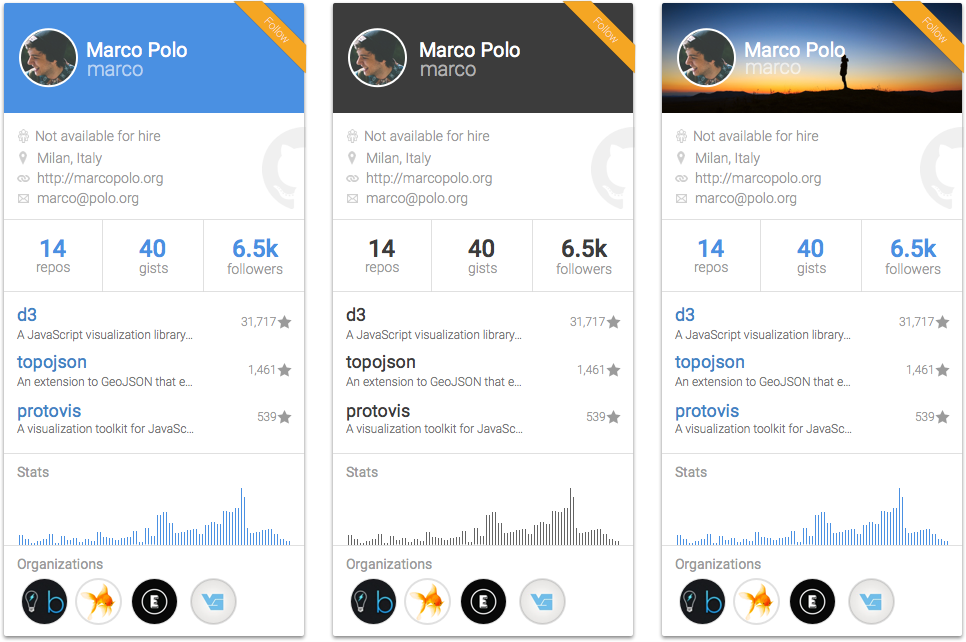 Follow
Marco Polo
marco
Not available for hire
Milan, Italy
http://marcopolo.org
marco@polo.org
14
repos
40
gists
6.5k
followers
d3
A JavaScript visualization library...
31,717
topojson
An extension to GeoJSON that e...
1,461
protovis
A visualization toolkit for JavaSc...
539
Stats
Organizations
b
E
VG
Follow
Marco Polo
marco
Not available for hire
Milan, Italy
http://marcopolo.org
marco@polo.org
14
repos
40
gists
6.5k
followers
d3
A JavaScript visualization library...
31,717
topojson
An extension to GeoJSON that e...
1,461
protovis
A visualization toolkit for JavaSc...
539
Stats
Organizations
b
E
VG
Follow
Marco Polo
marco
Not available for hire
Milan, Italy
http://marcopolo.org
marco@polo.org
14
repos
40
gists
6.5k
followers
d3
A JavaScript visualization library...
31,717
topojson
An extension to GeoJSON that e...
1,461
protovis
A visualization toolkit for JavaSc...
539
Stats
Organizations
b
E
VG